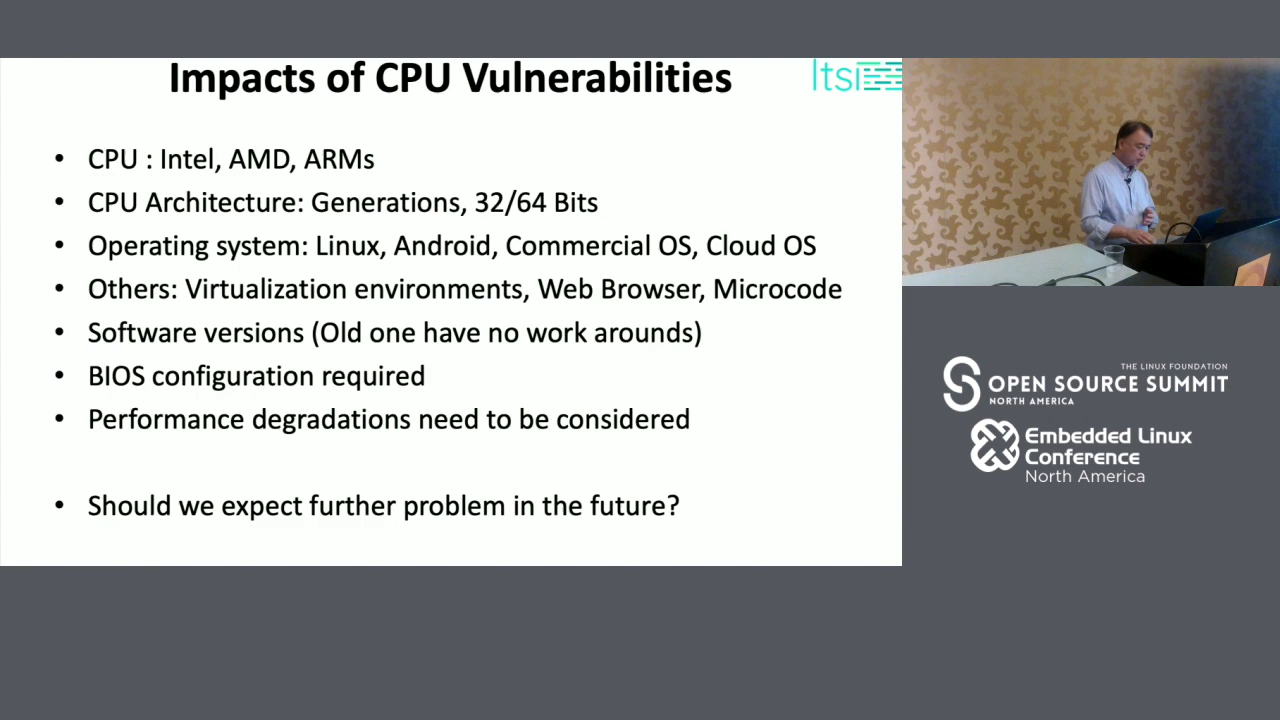 Impacts of CPU Vulnerabilities
ltsi
• CPU : Intel, AMD, ARMs
• CPU Architecture: Generations, 32/64 Bits
• Operating system: Linux, Android, Commercial OS, Cloud OS
• Others: Virtualization environments, Web Browser, Microcode
• Software versions (Old one have no work arounds)
• BIOS configuration required
• Performance degradations need to be considered
• Should we expect further problem in the future?
THE LINUX FOUNDATION
OPEN SOURCE SUMMIT
NORTH AMERICA
Embedded Linux
Conference
North America